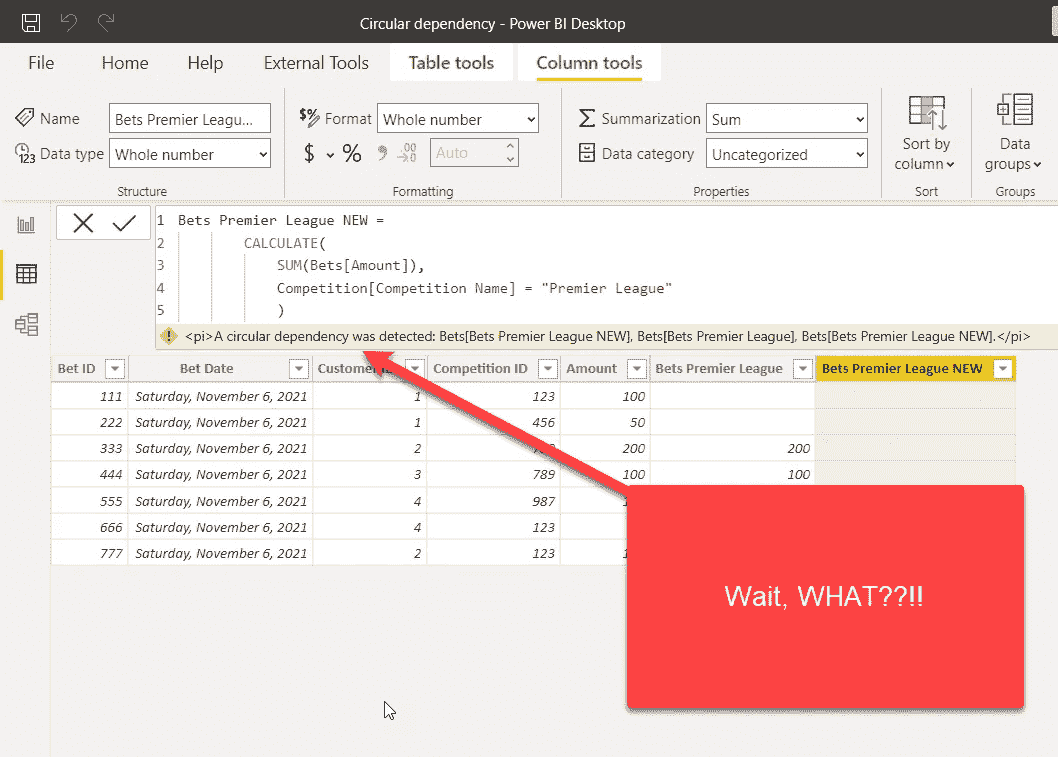 Circular dependency - Power BI Desktop
File Home Help External Tools Table tools Column tools
Name Bets Premier Leagu... $% Format Whole number Σ Summarization Sum Sort by column Data groups
123 Data type Whole number $ % 9 .00 Auto Data category Uncategorized
Structure Formatting Properties Sort Groups
1 Bets Premier League NEW =
2 CALCULATE(
3 SUM(Bets[Amount]),
4 Competition[Competition Name] = "Premier League"
5 )
<pi>A circular dependency was detected: Bets[Bets Premier League NEW], Bets[Bets Premier League], Bets[Bets Premier League NEW].</pi>
Bet ID Bet Date Customer Competition ID Amount Bets Premier League Bets Premier League NEW
111 Saturday, November 6, 2021 1 123 100
222 Saturday, November 6, 2021 1 456 50
333 Saturday, November 6, 2021 2 200 200
444 Saturday, November 6, 2021 3 789 100 100
555 Saturday, November 6, 2021 4 987
666 Saturday, November 6, 2021 4 123
777 Saturday, November 6, 2021 2 123
Wait, WHAT??!!